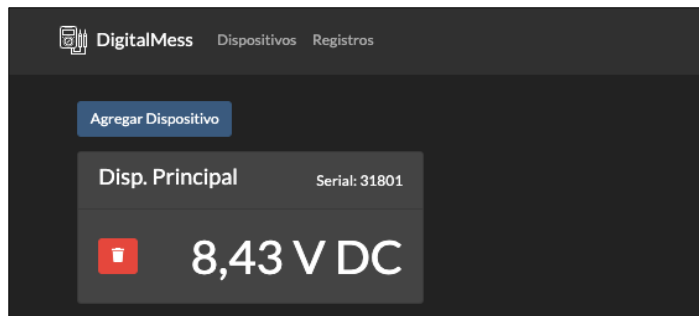 DigitalMess Dispositivos Registros
Agregar Dispositivo
Disp. Principal Serial: 31801
8,43 V DC